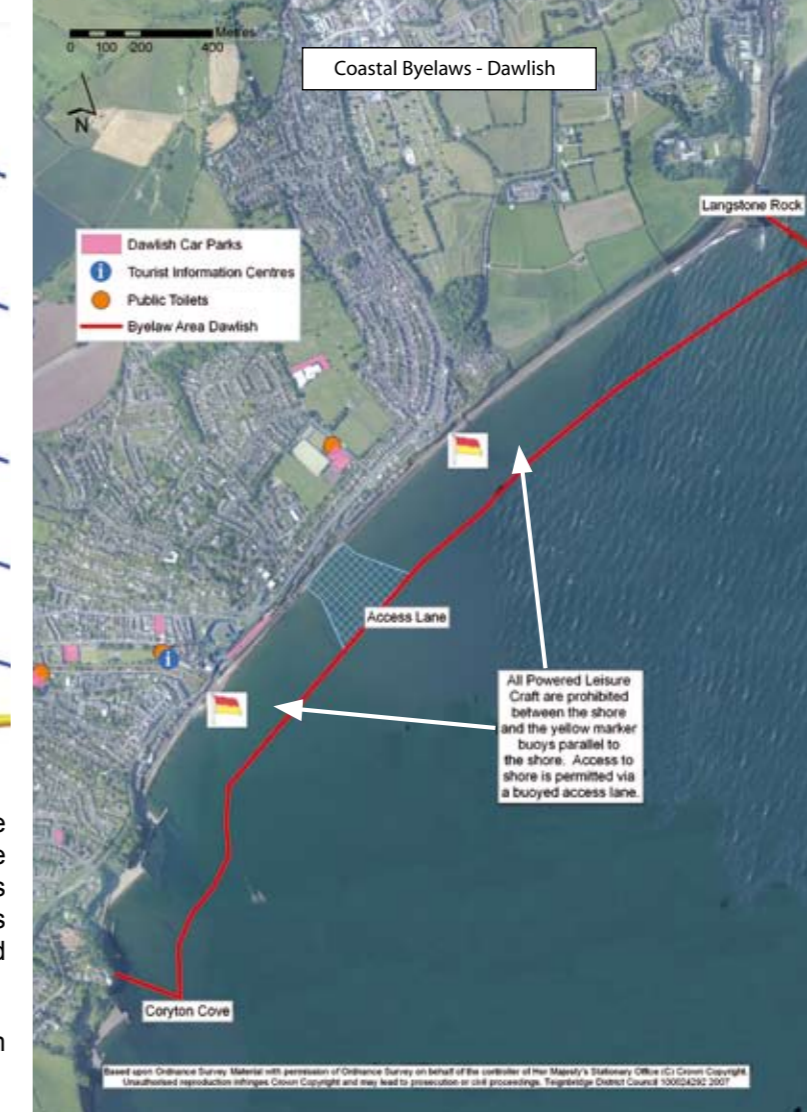 Metres
0 100 200 400
Coastal Byelaws - Dawlish
N
Langstone Rock
Dawlish Car Parks
i Tourist Information Centres
Public Toilets
Byelaw Area Dawlish
Access Lane
i
All Powered Leisure
Craft are prohibited
between the shore
and the yellow marker
buoys parallel to
the shore. Access to
shore is permitted via
a buoyed access lane.
e
e
s
s
d
n
Coryton Cove
Based upon Ordnance Survey Material with permission of Ordnance Survey on behalf of the controller of Her Majesty's Stationary Office (C) Crown Copyright.
Unauthorised reproduction infringes Crown Copyright and may lead to prosecution or civil proceedings. Teignbridge District Council 100024292 2007